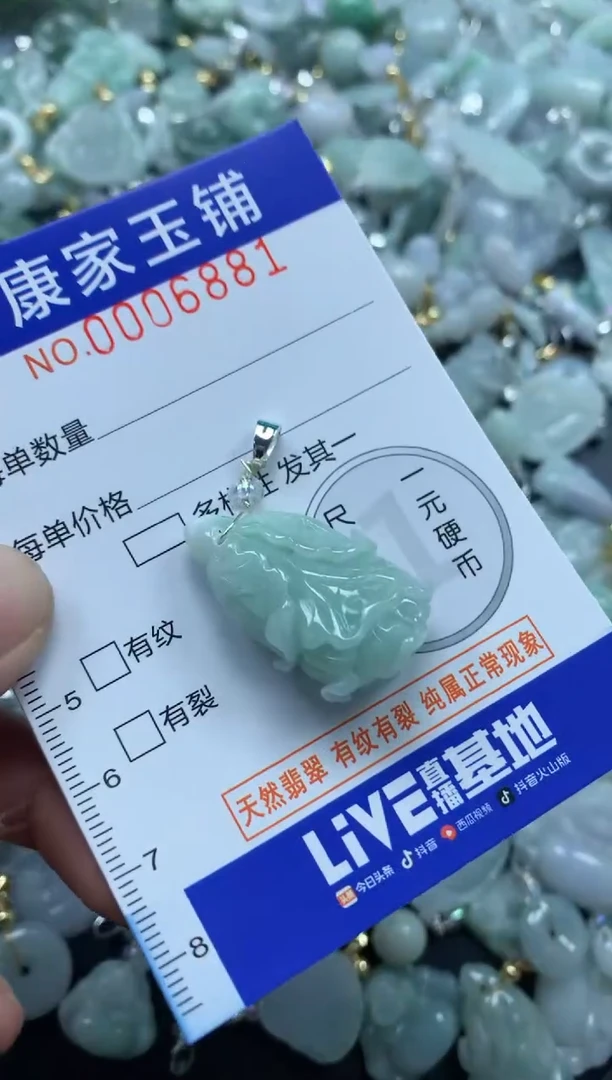 康家玉铺
NO.0006881
每单数量
每单价格
多样性 发其一
尺
一元硬币
1
有纹
有裂
5
6
7
8
天然翡翠 有纹有裂 纯属正常现象
LiVE直播基地
今日头条 抖音 西瓜视频 抖音火山版